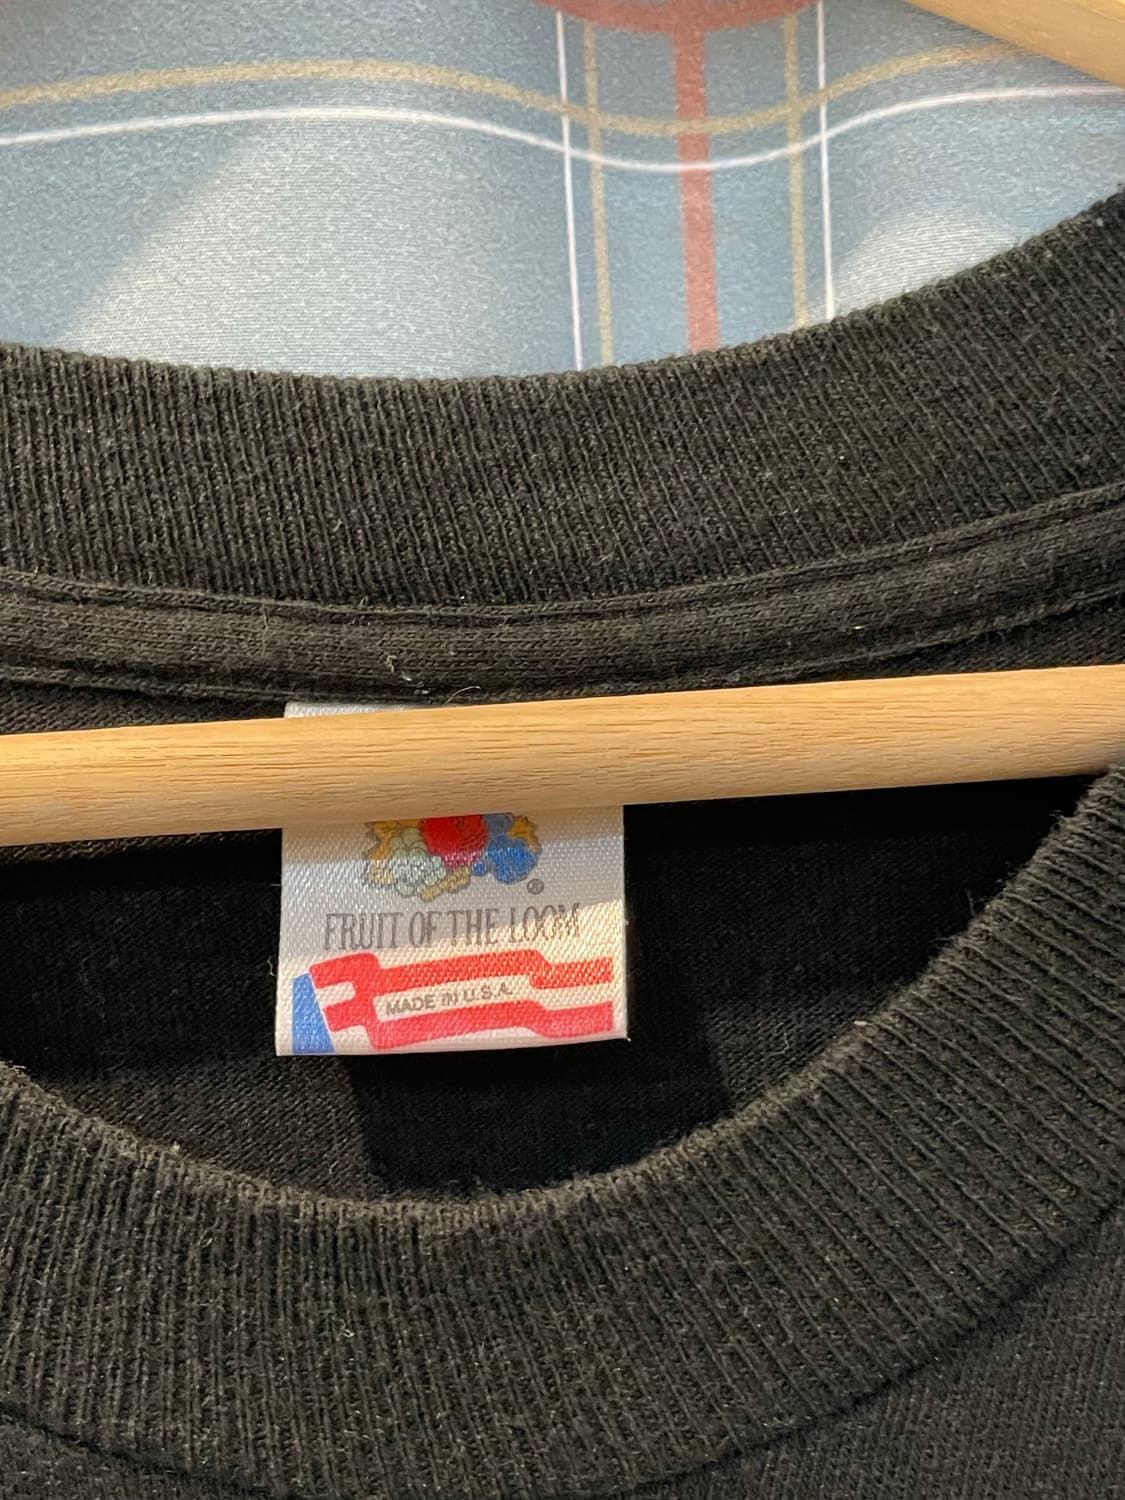 ®
FRUIT OF THE LOOM
MADE IN U.S.A.